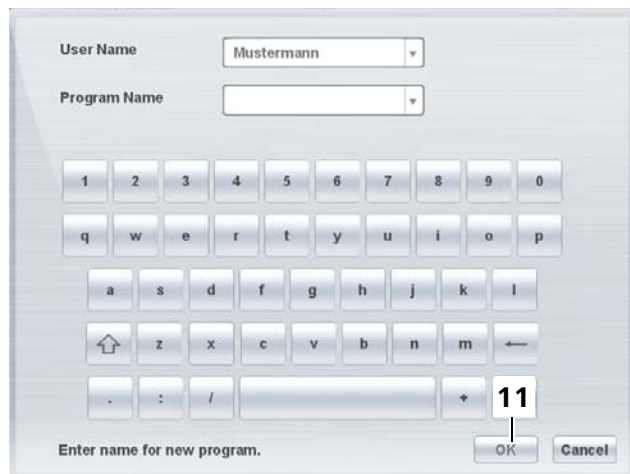 User Name Mustermann
Program Name
1 2 3 4 5 6 7 8 9 0
q w e r t y u i o p
a s d f g h j k l
z x c v b n m
. : / +
11
Enter name for new program. OK Cancel